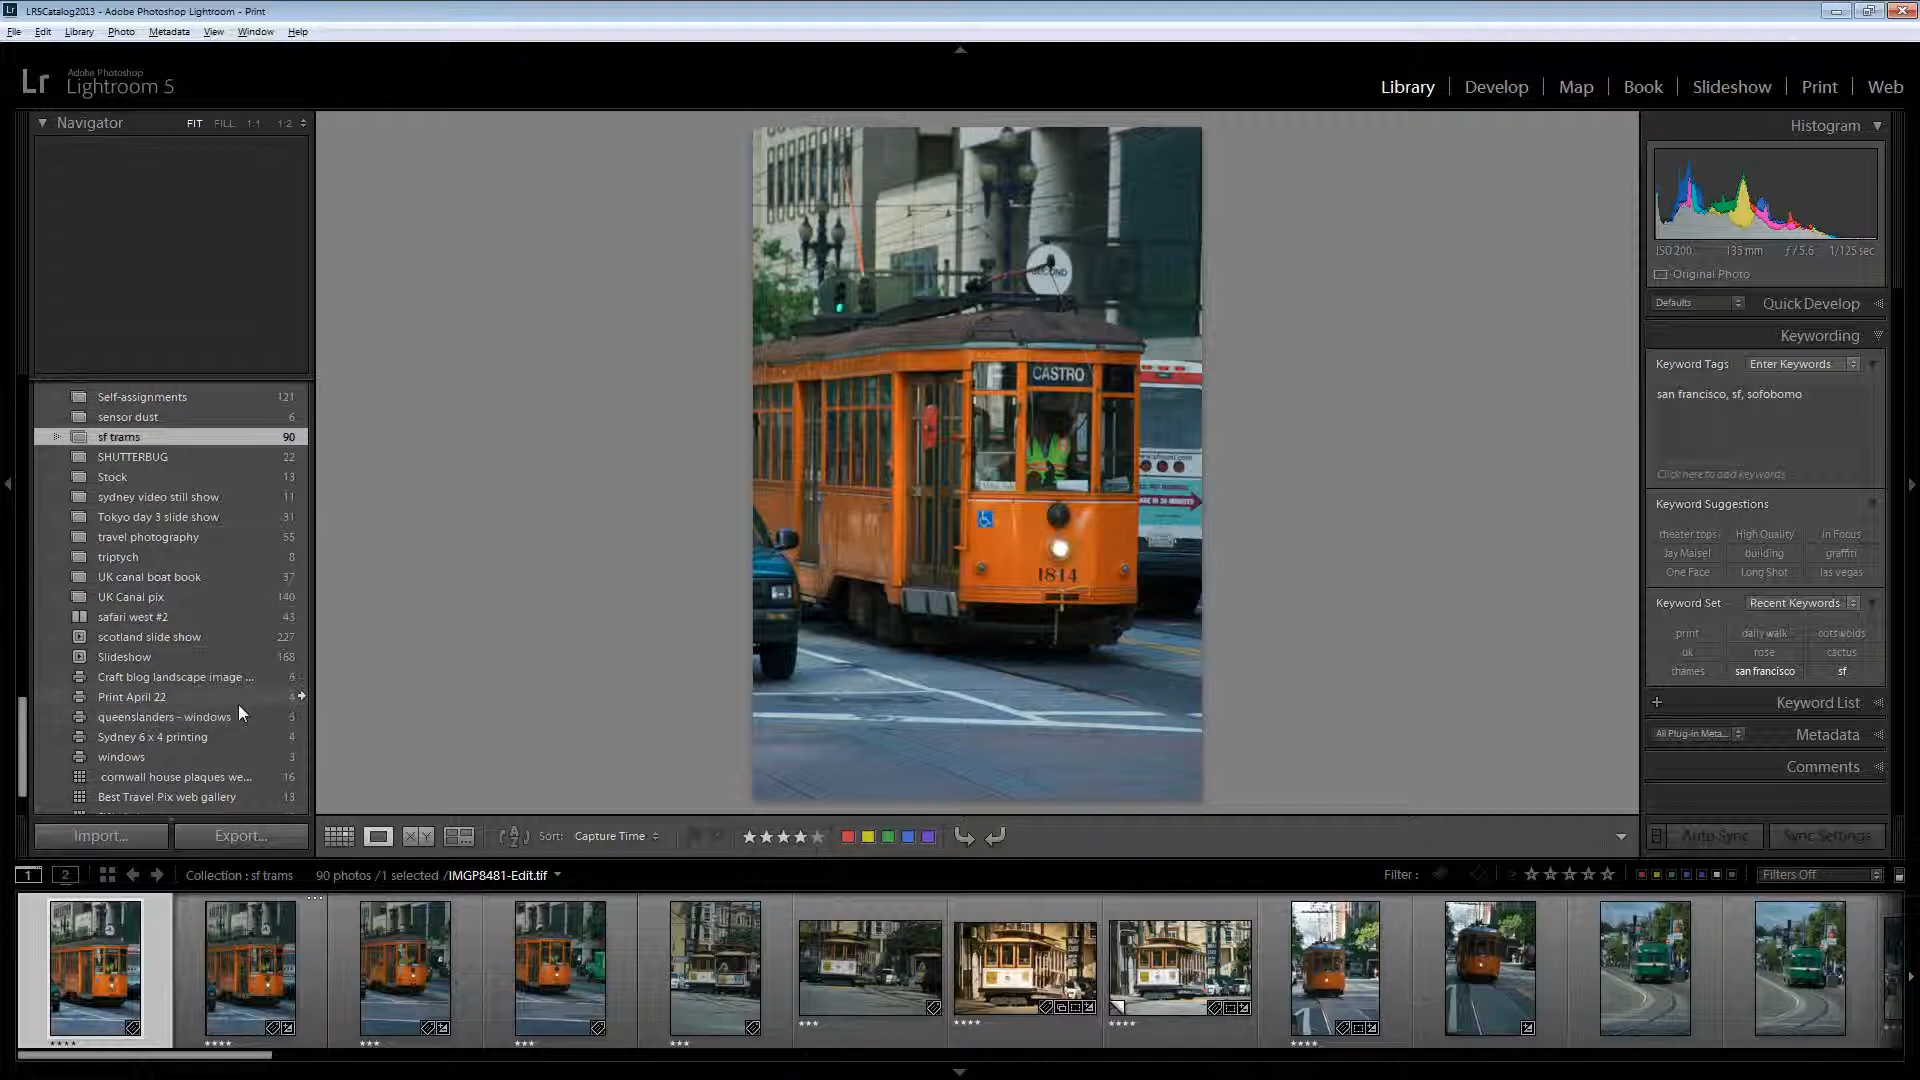 LR5Catalog2013 - Adobe Photoshop Lightroom - Print
File Edit Library Photo Metadata View Window Help
Lr Adobe Photoshop
Lightroom 5
Library Develop Map Book Slideshow Print Web
Navigator FIT FILL 1:1 1:2
Histogram
ISO 200 135 mm ƒ / 5.6 1/125 sec
Original Photo
Defaults Quick Develop
Keywording
Keyword Tags Enter Keywords
san francisco, sf, sofobomo
Click here to add keywords
Keyword Suggestions
theater tops High Quality In Focus
Jay Maisel building graffiti
One Face Long Shot las vegas
Keyword Set Recent Keywords
print daily walk cotswolds
uk rose cactus
thames san francisco sf
Keyword List
All Plug-in Meta... Metadata
Comments
Self-assignments 121
sensor dust 6
sf trams 90
SHUTTERBUG 22
Stock 13
sydney video still show 11
Tokyo day 3 slide show 31
travel photography 55
triptych 8
UK canal boat book 37
UK Canal pix 140
safari west #2 43
scotland slide show 227
Slideshow 168
Craft blog landscape image ... 6
Print April 22 4
queenslanders - windows 5
Sydney 6 x 4 printing 4
windows 3
cornwall house plaques we... 16
Best Travel Pix web gallery 13
SECOND
CASTRO
1814
Import... Export...
Sort: Capture Time
Auto Sync Sync Settings
1 2 Collection : sf trams 90 photos / 1 selected / IMGP8481-Edit.tif
Filter : Filters Off